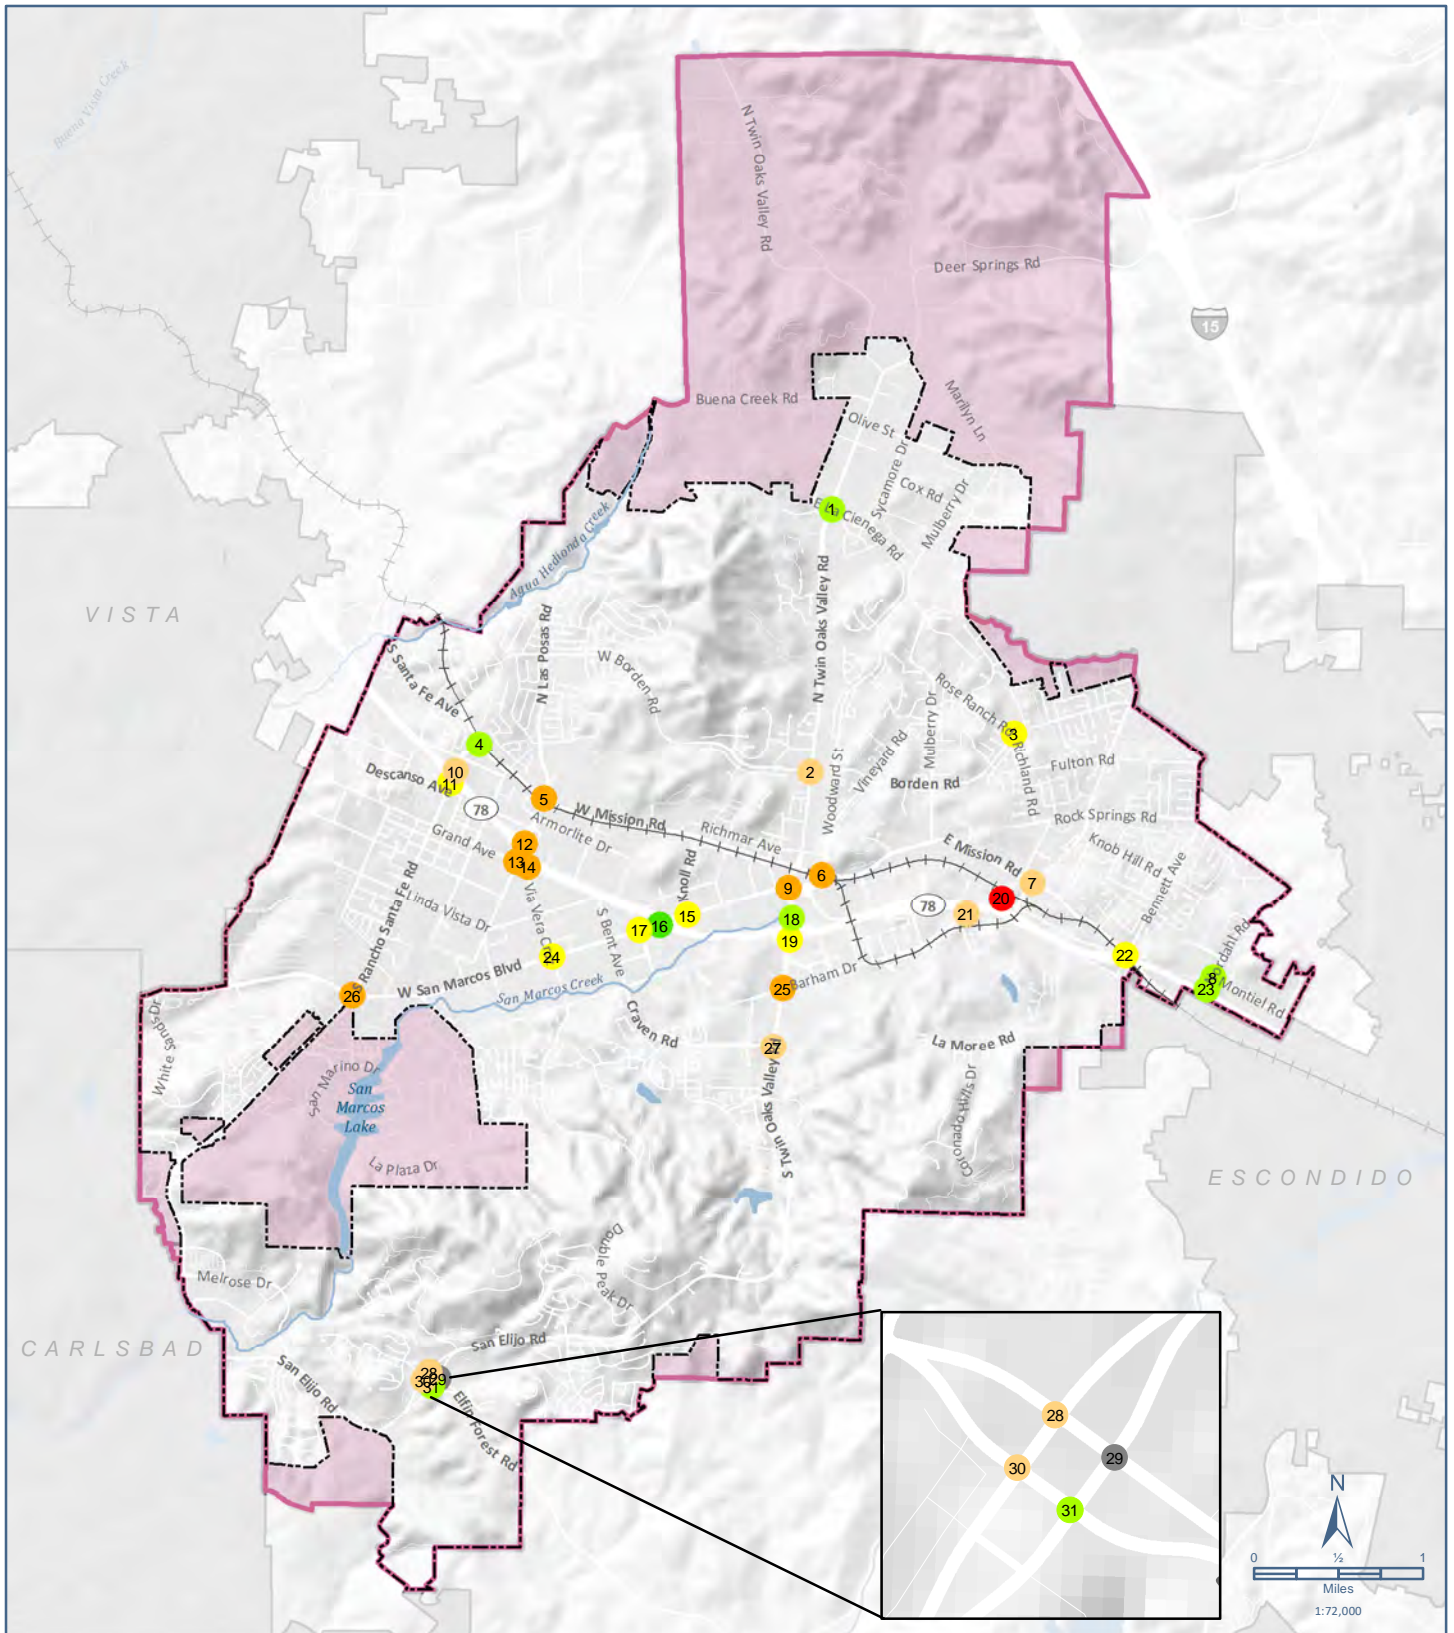 Buena Vista Creek
N Twin Oaks Valley Rd
Deer Springs Rd
15
Buena Creek Rd
Marilyn Ln
Olive St
Sycamore Dr
Cox Rd
Mulberry Dr
1
E La Cienega Rd
Agua Hedionda Creek
VISTA
N Las Posas Rd
N Twin Oaks Valley Rd
S Santa Fe Ave
W Borden Rd
Rose Ranch Rd
Mulberry Dr
3
Richland Rd
4
Vineyard Rd
Woodward St
Fulton Rd
10
2
Borden Rd
Descanso Ave
11
5
78
W Mission Rd
Rock Springs Rd
Armorlite Dr
Richmar Ave
Grand Ave
12
E Mission Rd
Knob Hill Rd
13
14
Knoll Rd
6
7
Bennett Ave
9
20
Linda Vista Dr
Via Vera Cruz
S Bent Ave
15
16
17
18
78
21
S Rancho Santa Fe Rd
19
24
22
Nordahl Rd
W San Marcos Blvd
Barham Dr
8
26
San Marcos Creek
25
23
Montiel Rd
White Sands Dr
Craven Rd
La Moree Rd
27
San Marino Dr
San
Marcos
Lake
S Twin Oaks Valley Rd
Coronado Hills Dr
La Plaza Dr
ESCONDIDO
Double Peak Dr
Melrose Dr
CARLSBAD
San Elijo Rd
28
30
29
31
San Elijo Rd
Elfin Forest Rd
28
29
30
31
N
0
½
1
Miles
1:72,000